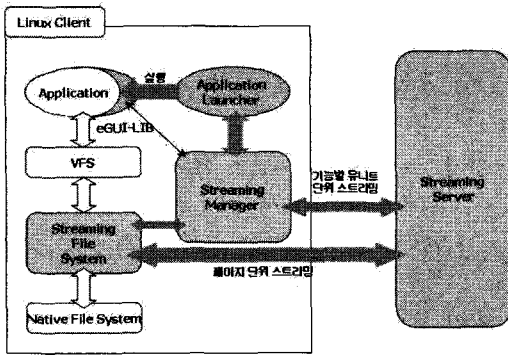 Linux Client
실행
Application
Application
Launcher
eGUI-LIB
VFS
Streaming
Manager
기능별 유니트
단위 스트리밍
Streaming
Server
Streaming
File
System
페이지 단위 스트리밍
Native File System